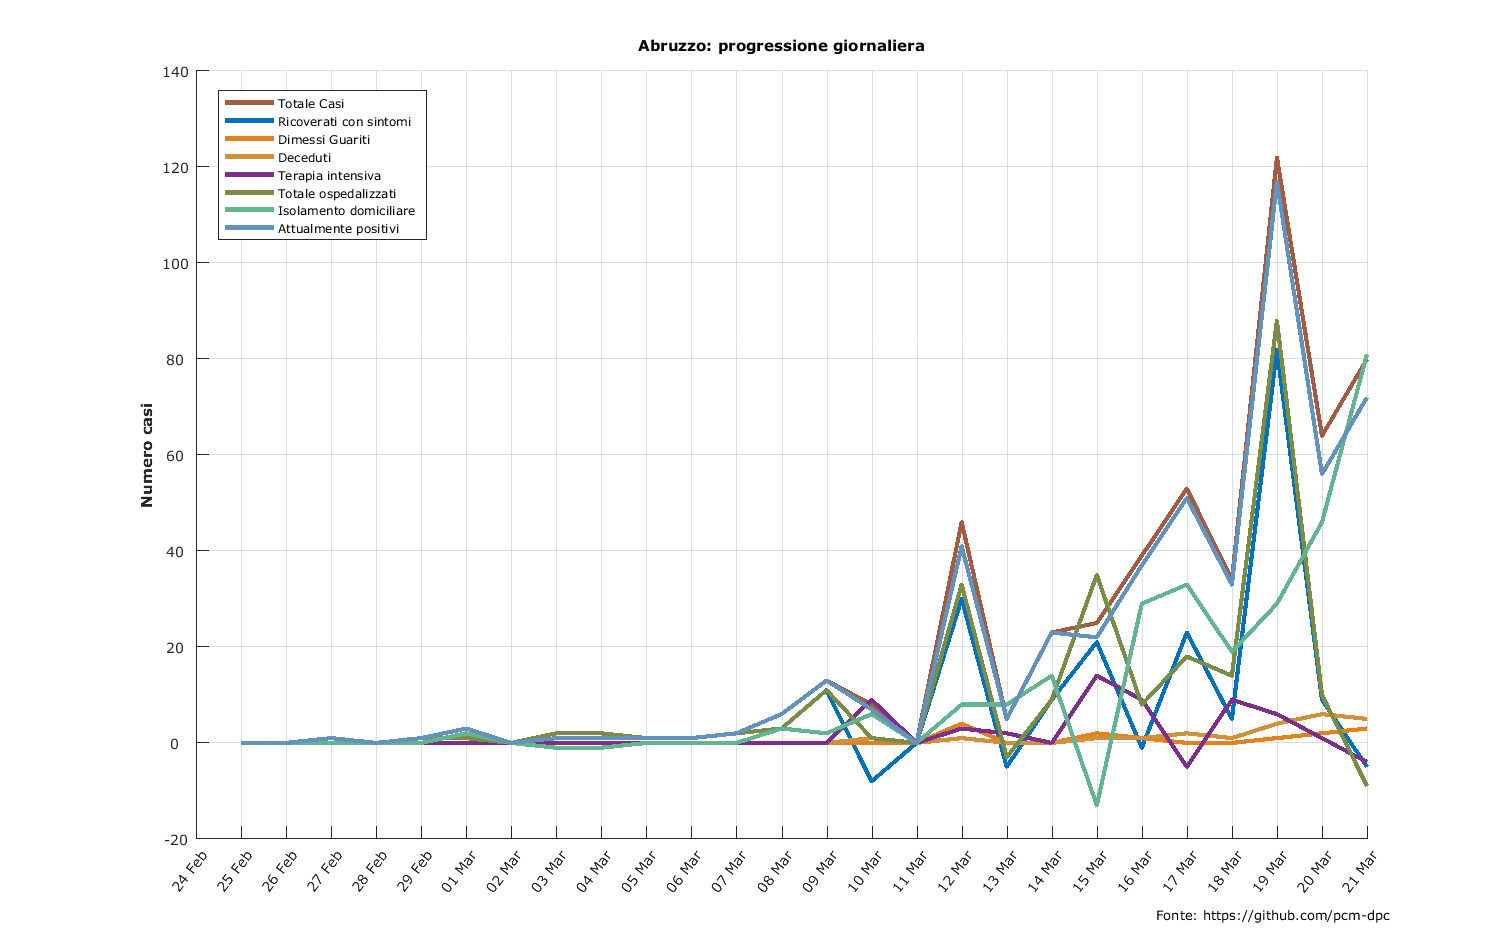 Abruzzo: progressione giornaliera
140
120
100
80
60
40
20
0
-20
Numero casi
Totale Casi
Ricoverati con sintomi
Dimessi Guariti
Deceduti
Terapia intensiva
Totale ospedalizzati
Isolamento domiciliare
Attualmente positivi
24 Feb
25 Feb
26 Feb
27 Feb
28 Feb
29 Feb
01 Mar
02 Mar
03 Mar
04 Mar
05 Mar
06 Mar
07 Mar
08 Mar
09 Mar
10 Mar
11 Mar
12 Mar
13 Mar
14 Mar
15 Mar
16 Mar
17 Mar
18 Mar
19 Mar
20 Mar
21 Mar
Fonte: https://github.com/pcm-dpc